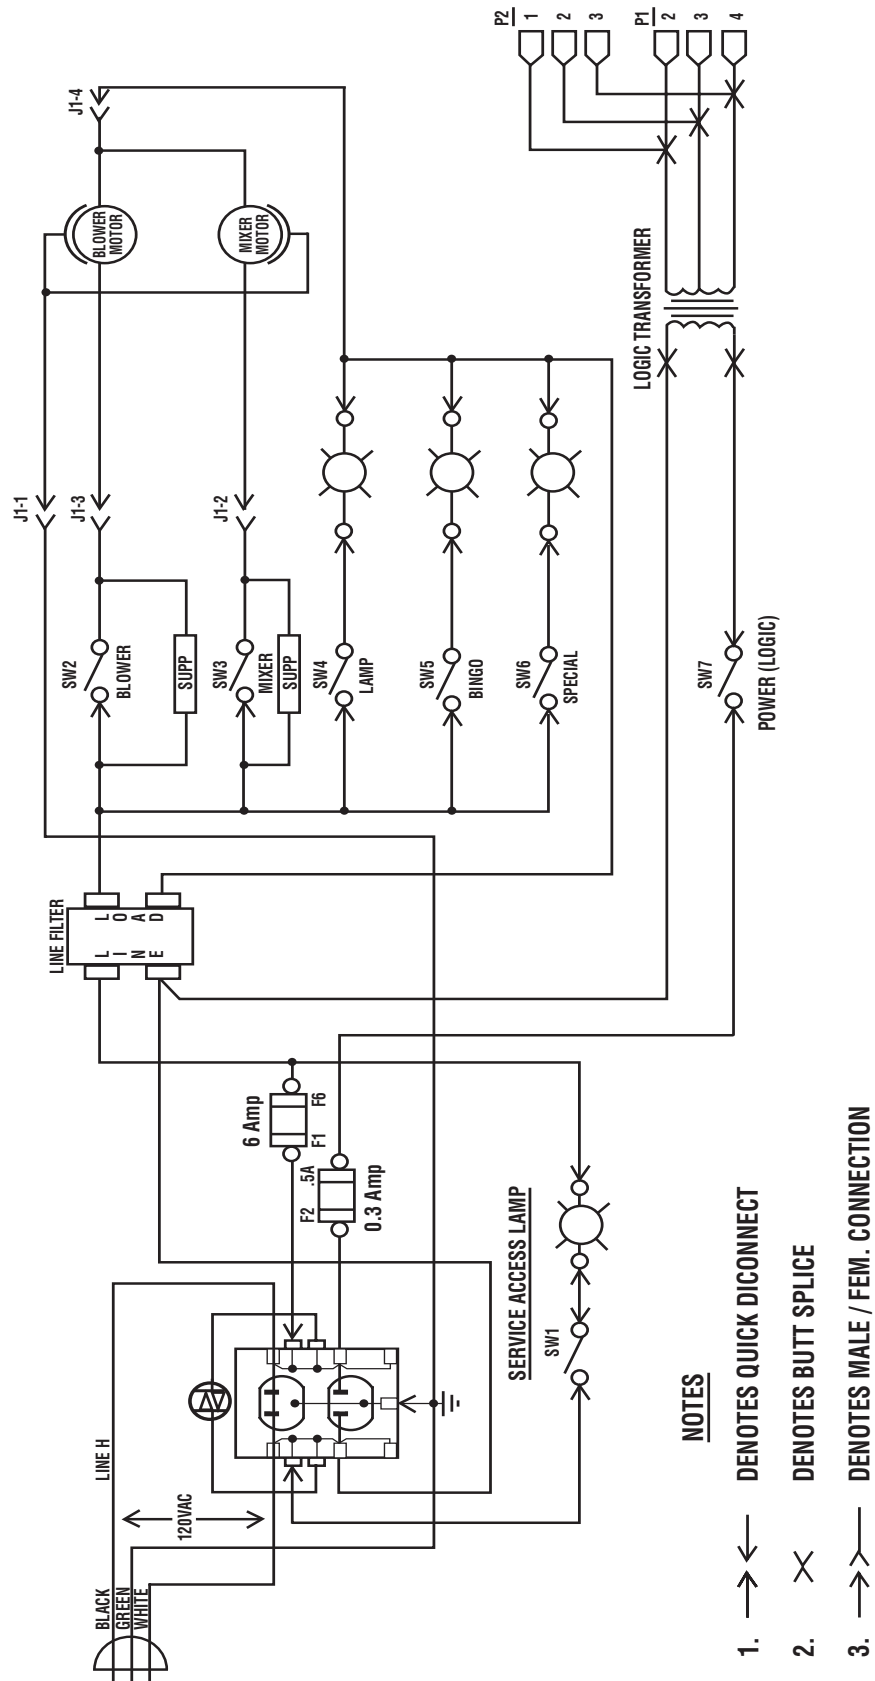 BLACK
GREEN
WHITE
LINE H
120VAC
6 Amp
F1
F6
F2
.5A
0.3 Amp
SERVICE ACCESS LAMP
SW1
LINE FILTER
L L
I O
N A
E D
SW2
BLOWER
SUPP
SW3
MIXER
SUPP
SW4
LAMP
SW5
BINGO
SW6
SPECIAL
SW7
POWER (LOGIC)
J1-1
J1-3
J1-2
BLOWER
MOTOR
MIXER
MOTOR
J1-4
LOGIC TRANSFORMER
P2
1
2
3
P1
2
3
4
NOTES
1. DENOTES QUICK DICONNECT
2. DENOTES BUTT SPLICE
3. DENOTES MALE / FEM. CONNECTION